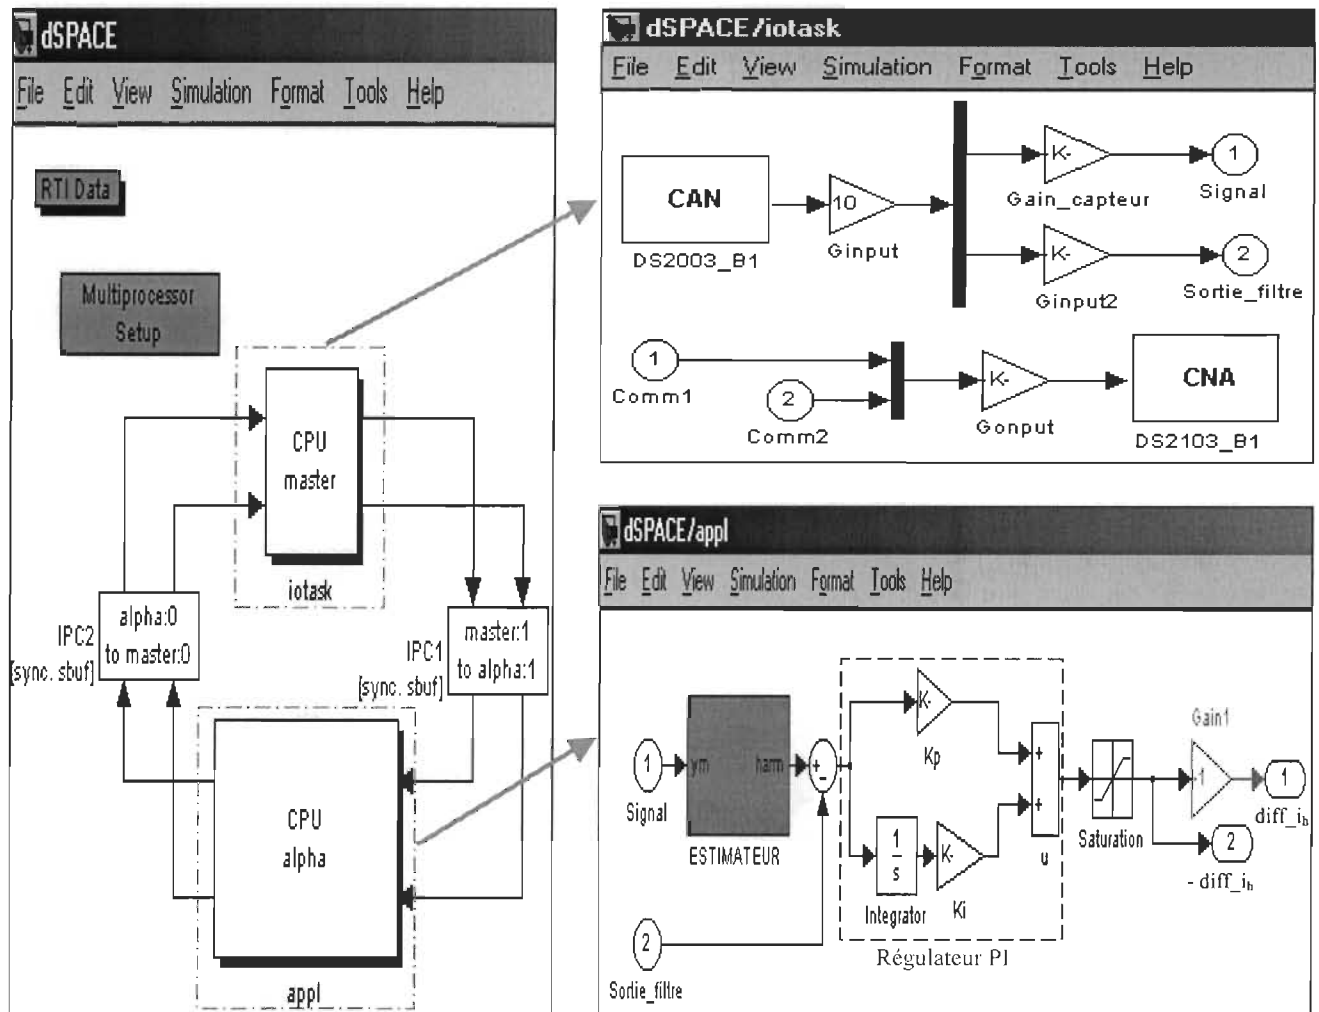 dSPACE
File Edit View Simulation Format Tools Help
RTI Data
Multiprocessor
Setup
CPU
master
iotask
alpha:0
to master:0
IPC2
[sync. sbuf]
master:1
to alpha:1
IPC1
[sync. sbuf]
CPU
alpha
appl
dSPACE/iotask
File Edit View Simulation Format Tools Help
CAN
DS2003_B1
10
Ginput
K-
Gain_capteur
1
Signal
K-
Ginput2
2
Sortie_filtre
1
Comm1
2
Comm2
K-
Gonput
CNA
DS2103_B1
dSPACE/appl
File Edit View Simulation Format Tools Help
1
Signal
ym harm
ESTIMATEUR
2
Sortie_filtre
+
-
K-
Kp
1
s
Integrator
K-
Ki
+
+
u
Régulateur PI
Saturation
Gain1
-1
1
diff_ih
2
- diff_ih